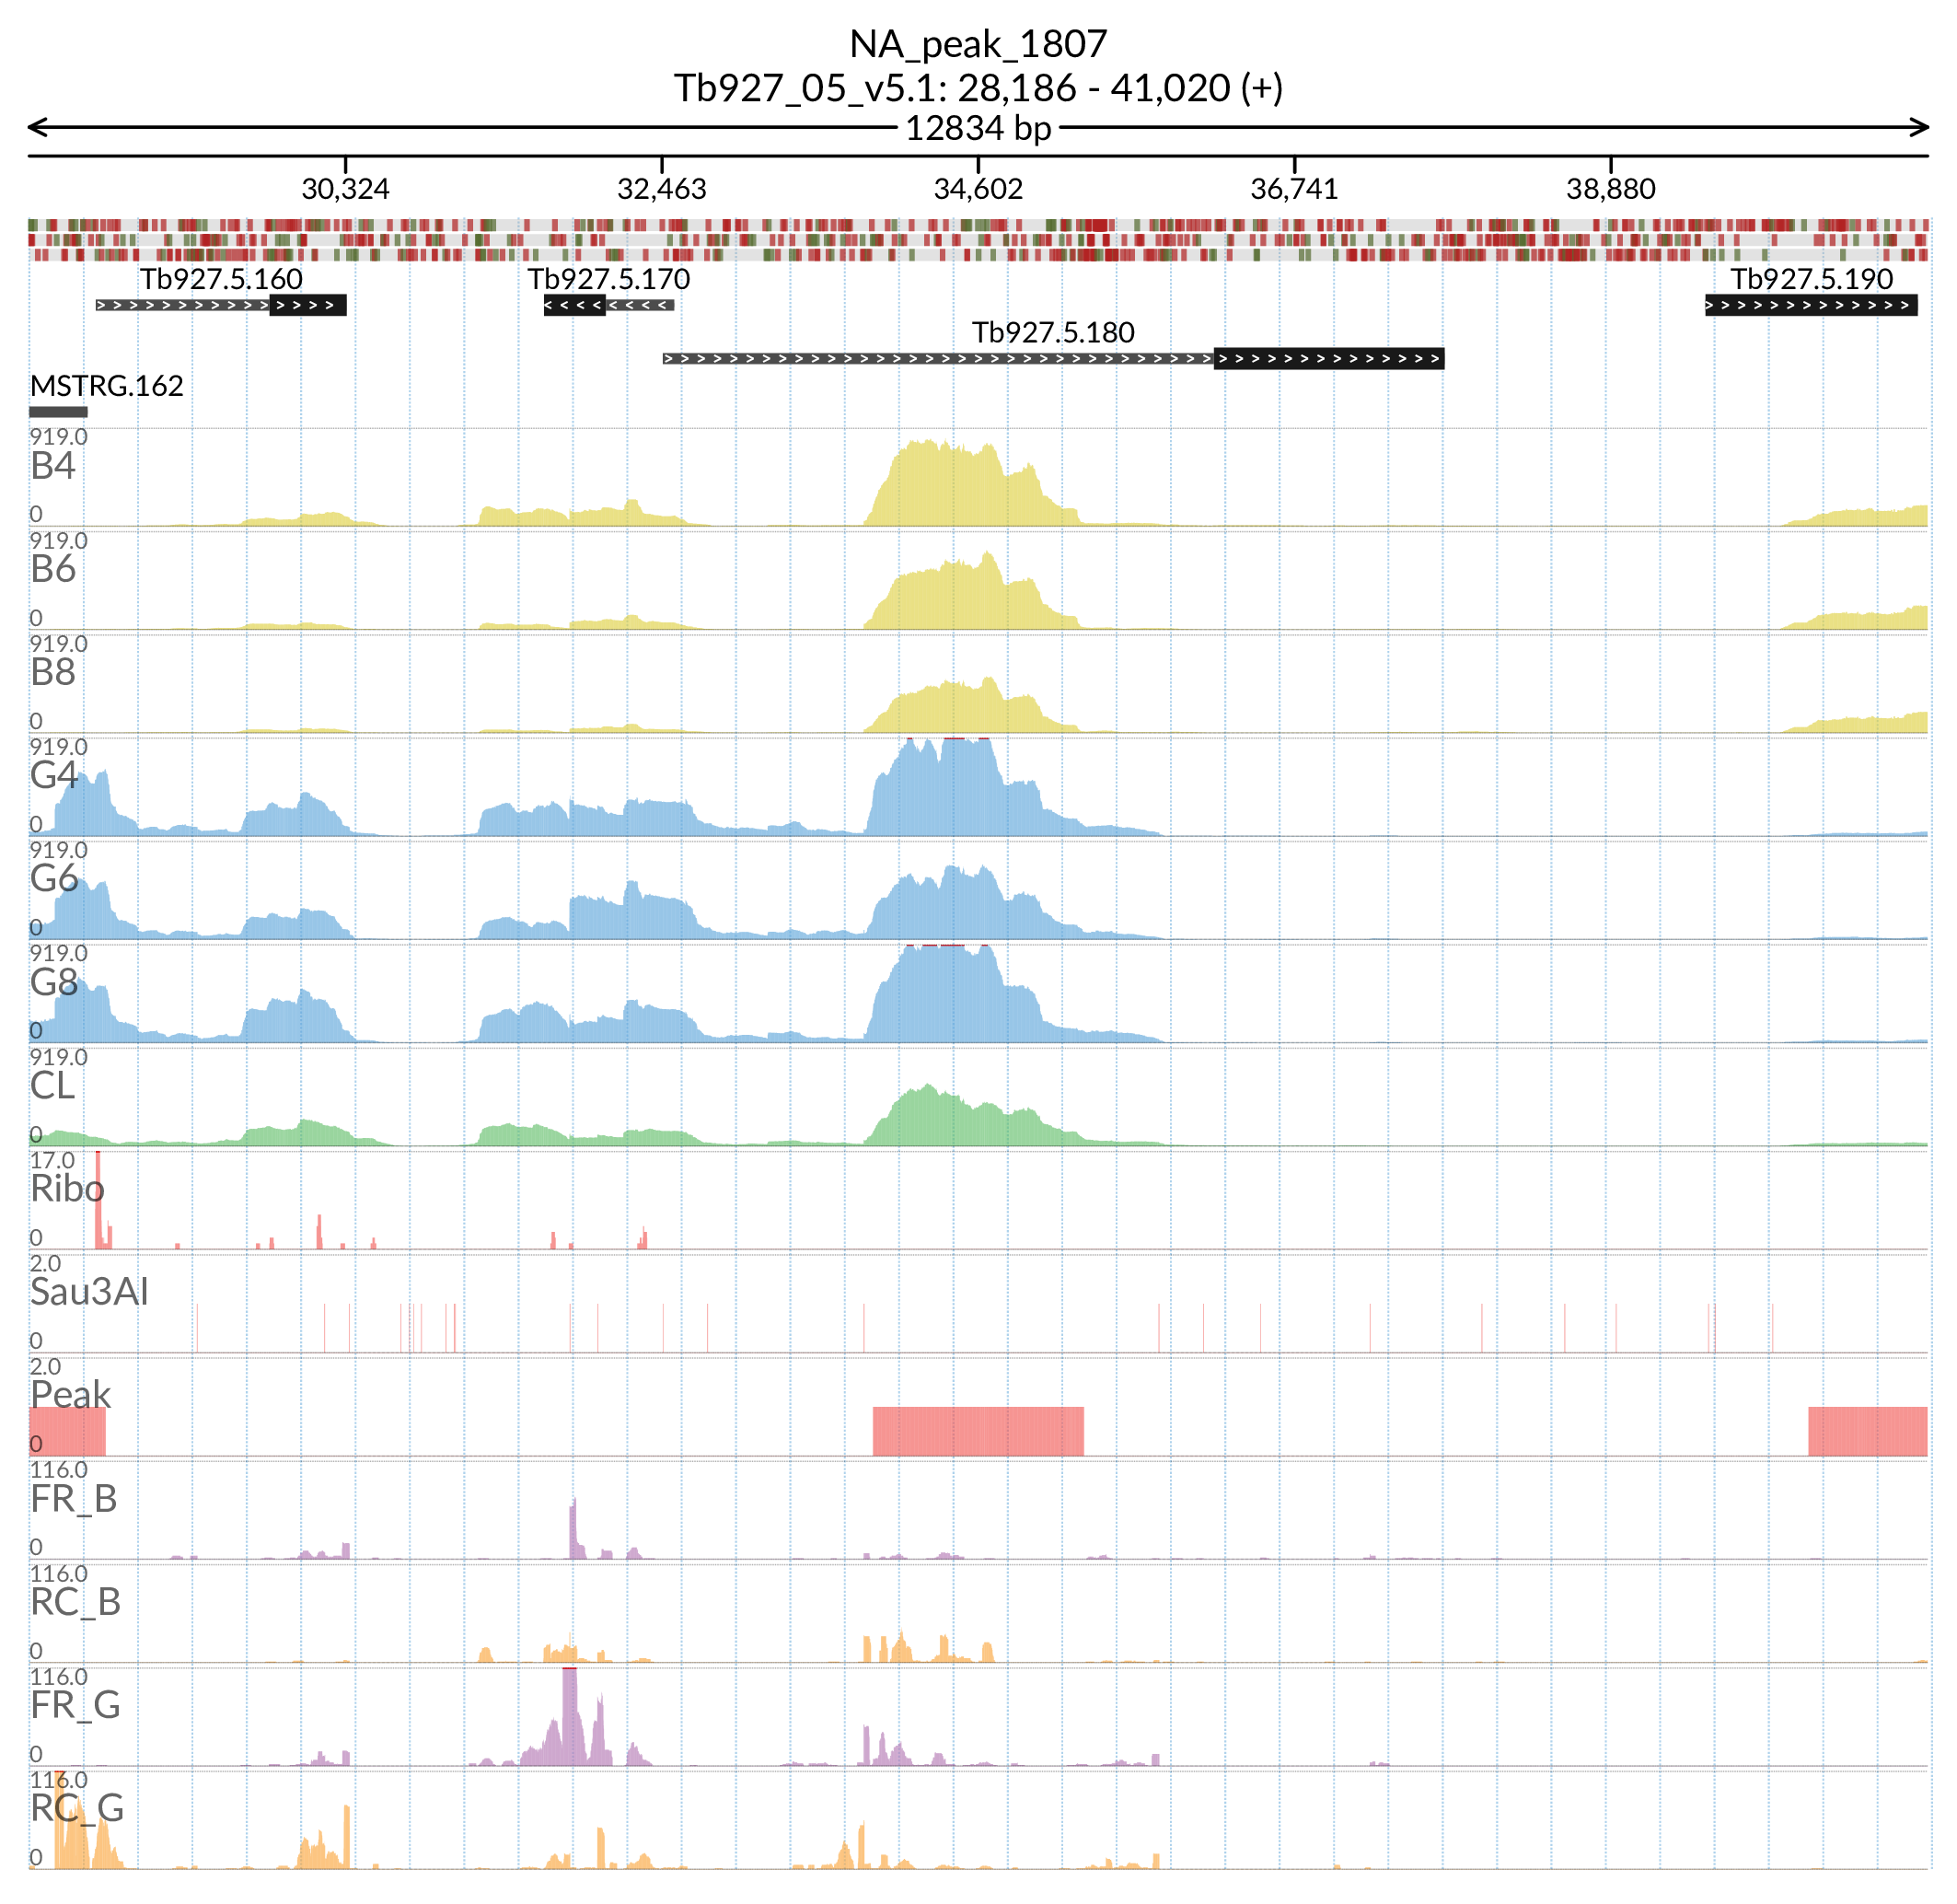 NA_peak_1807
Tb927_05_v5.1: 28,186 - 41,020 (+)
12834 bp
30,324 32,463 34,602 36,741 38,880
Tb927.5.160 Tb927.5.170 Tb927.5.190
Tb927.5.180
MSTRG.162
919.0
B4
0
919.0
B6
0
919.0
B8
0
919.0
G4
0
919.0
G6
0
919.0
G8
0
919.0
CL
0
17.0
Ribo
0
2.0
Sau3AI
0
2.0
Peak
0
116.0
FR_B
0
116.0
RC_B
0
116.0
FR_G
0
116.0
RC_G
0